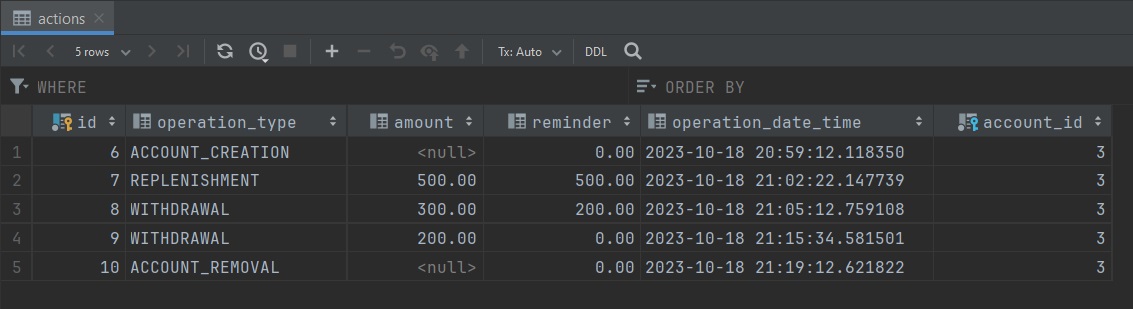 actions
5 rows Tx: Auto DDL
WHERE ORDER BY
id operation_type amount reminder operation_date_time account_id
1 6 ACCOUNT_CREATION <null> 0.00 2023-10-18 20:59:12.118350 3
2 7 REPLENISHMENT 500.00 500.00 2023-10-18 21:02:22.147739 3
3 8 WITHDRAWAL 300.00 200.00 2023-10-18 21:05:12.759108 3
4 9 WITHDRAWAL 200.00 0.00 2023-10-18 21:15:34.581501 3
5 10 ACCOUNT_REMOVAL <null> 0.00 2023-10-18 21:19:12.621822 3